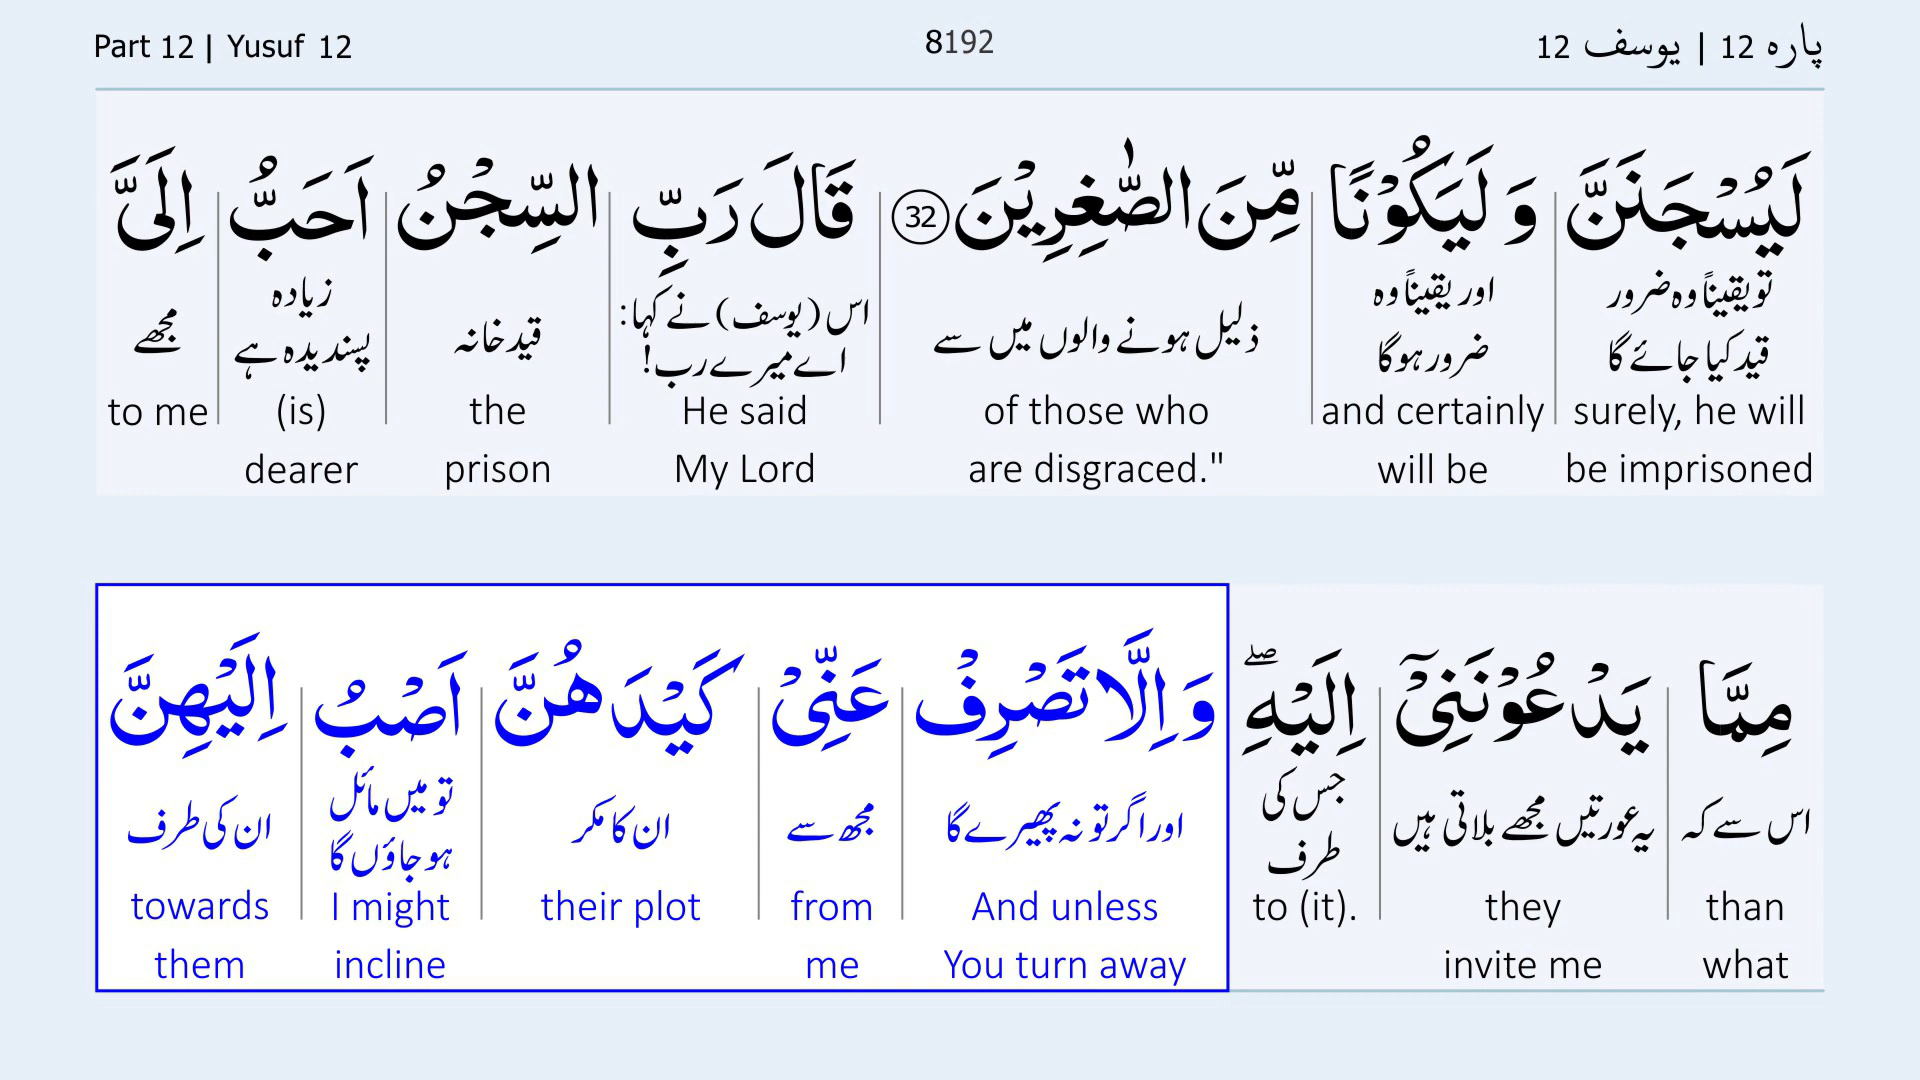 Part 12 | Yusuf 12
8192
پارہ 12 | یوسف 12
لَیُسْجَنَنَّ وَ لَیَكُوْنًا مِّنَ الصّٰغِرِیْنَ ﴿32﴾ قَالَ رَبِّ السِّجْنُ اَحَبُّ اِلَیَّ
تو یقیناً وہ ضرور قید کیا جائے گا اور یقیناً وہ ضرور ہوگا ذلیل ہونے والوں میں سے اس (یوسف) نے کہا: اے میرے رب! قید خانہ زیادہ پسندیدہ ہے مجھے
surely, he will be imprisoned and certainly will be of those who are disgraced." He said My Lord the prison (is) dearer to me
مِمَّا یَدْعُوْنَنِیْۤ اِلَیْهِ ۖ وَ اِلَّا تَصْرِفْ عَنِّیْ كَیْدَهُنَّ اَصْبُ اِلَیْهِنَّ
اس سے کہ یہ عورتیں مجھے بلاتی ہیں جس کی طرف اور اگر تو نہ پھیرے گا مجھ سے ان کا مکر تو میں مائل ہو جاؤں گا ان کی طرف
than what they invite me to (it). And unless You turn away from me their plot I might incline towards them